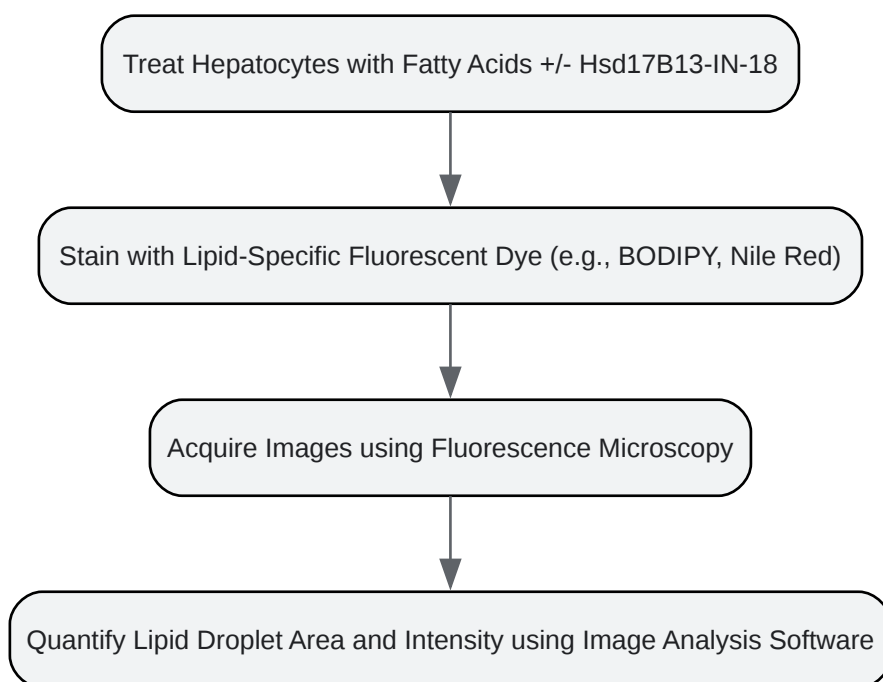 Treat Hepatocytes with Fatty Acids +/- Hsd17B13-IN-18
Stain with Lipid-Specific Fluorescent Dye (e.g., BODIPY, Nile Red)
Acquire Images using Fluorescence Microscopy
Quantify Lipid Droplet Area and Intensity using Image Analysis Software